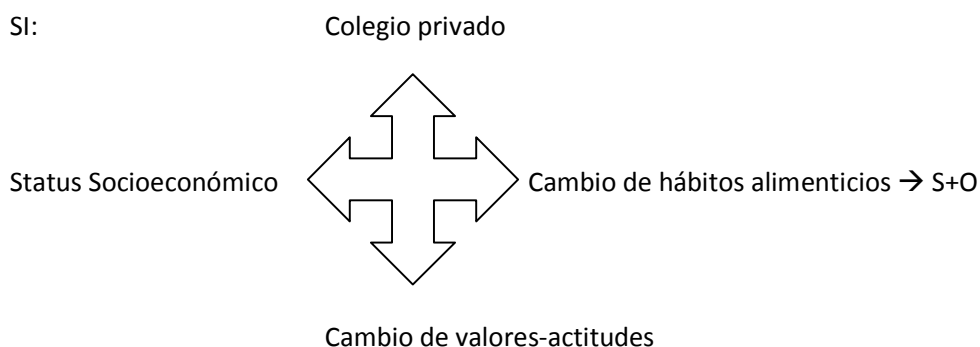 SI:
Colegio privado
Status Socioeconómico
Cambio de hábitos alimenticios → S+O
Cambio de valores-actitudes